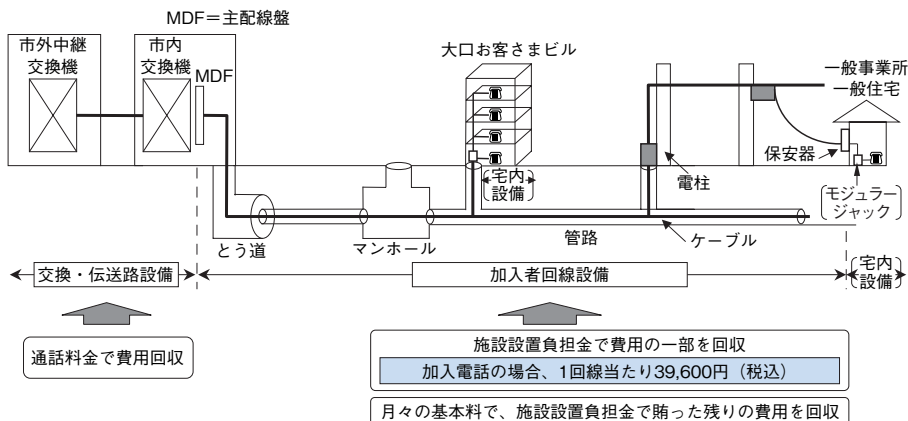 MDF=主配線盤
市外中継
交換機
市内
交換機
MDF
大口お客さまビル
一般事業所
一般住宅
保安器
宅内
設備
電柱
モジュラー
ジャック
とう道
マンホール
管路
ケーブル
交換・伝送路設備
加入者回線設備
宅内
設備
通話料金で費用回収
施設設置負担金で費用の一部を回収
加入電話の場合、1回線当たり39,600円(税込)
月々の基本料で、施設設置負担金で賄った残りの費用を回収